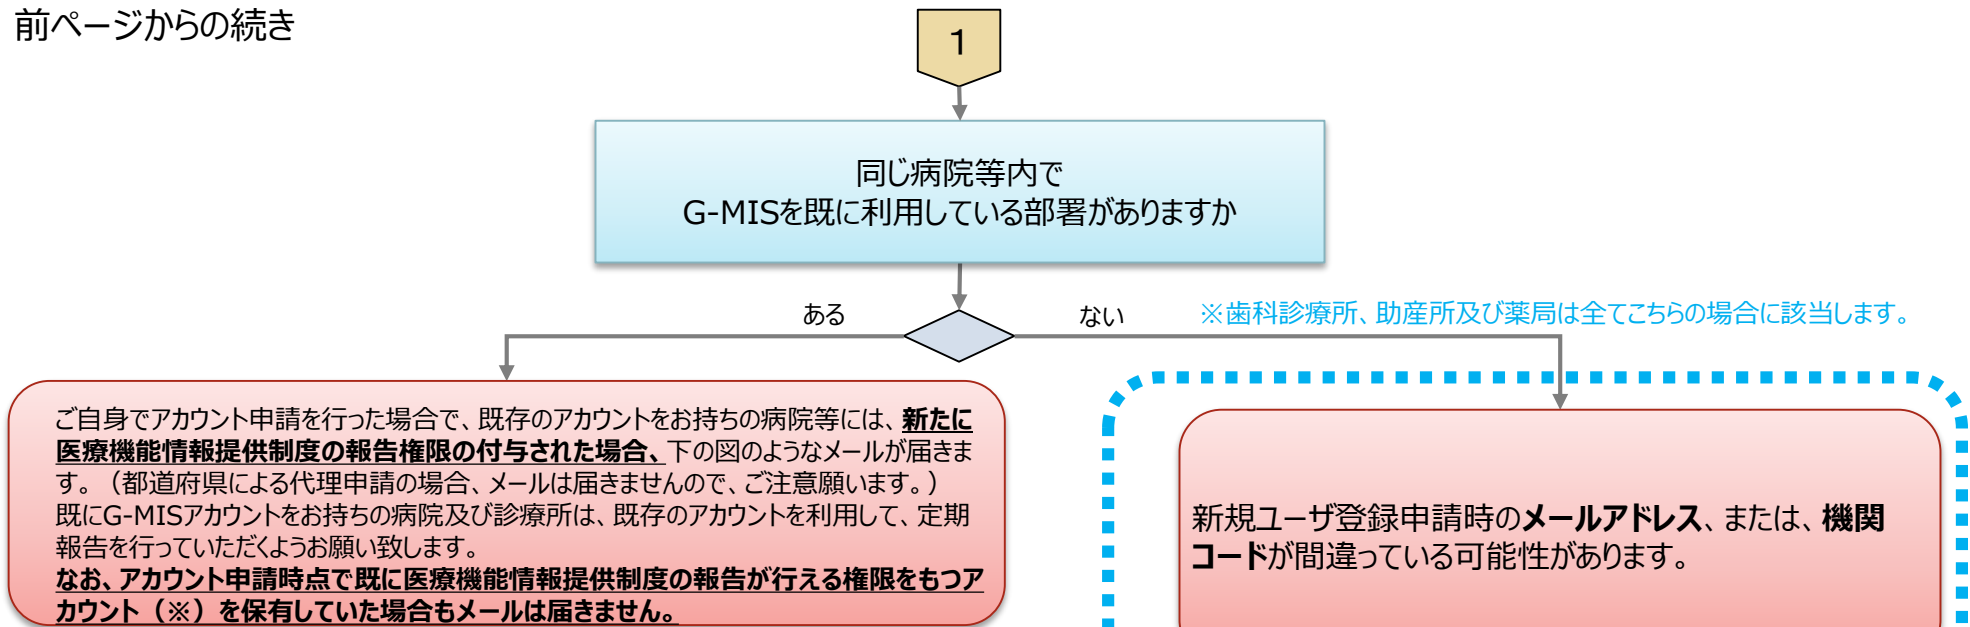 前ページからの続き
1
同じ病院等内で
G-MISを既に利用している部署がありますか
ある
ない
※歯科診療所、助産所及び薬局は全てこちらの場合に該当します。
ご自身でアカウント申請を行った場合で、既存のアカウントをお持ちの病院等には、新たに
医療機能情報提供制度の報告権限の付与された場合、下の図のようなメールが届きま
す。（都道府県による代理申請の場合、メールは届きませんので、ご注意願います。）
既にG-MISアカウントをお持ちの病院及び診療所は、既存のアカウントを利用して、定期
報告を行っていただくようお願い致します。
なお、アカウント申請時点で既に医療機能情報提供制度の報告が行える権限をもつア
カウント（※）を保有していた場合もメールは届きません。
新規ユーザ登録申請時のメールアドレス、または、機関
コードが間違っている可能性があります。